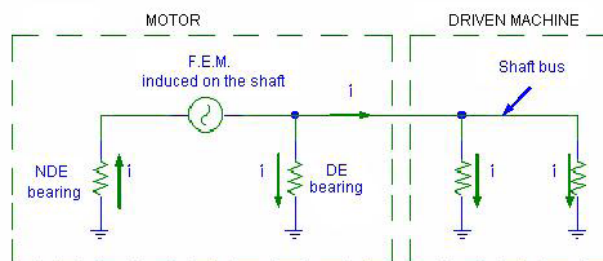 MOTOR
DRIVEN MACHINE
F.E.M.
induced on the shaft
Shaft bus
i
NDE
bearing
i
i
DE
bearing
i
i